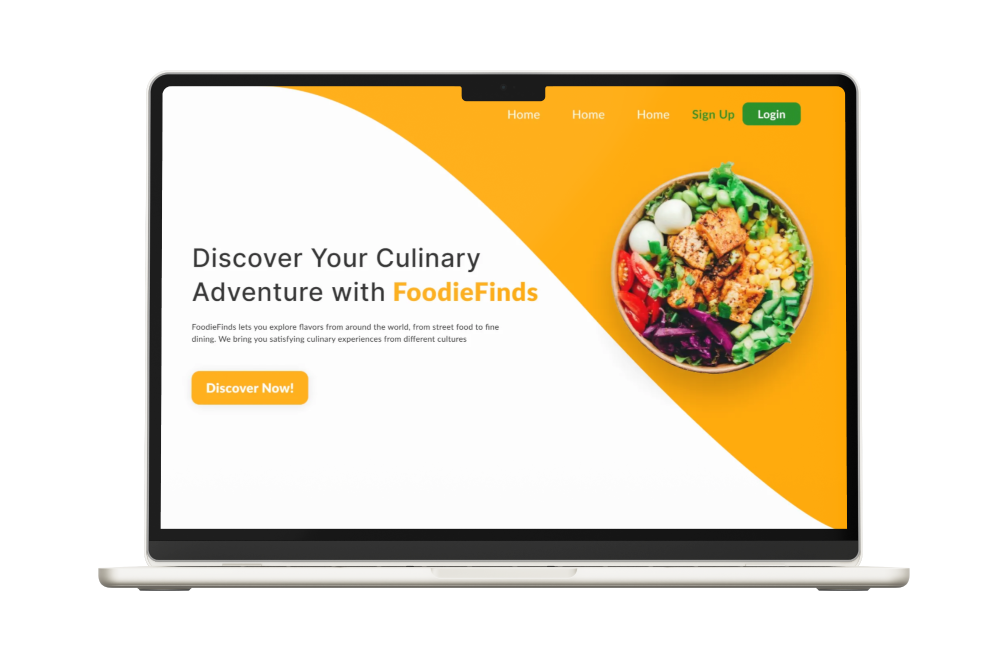 Home Home Home Sign Up Login
Discover Your Culinary
Adventure with FoodieFinds
FoodieFinds lets you explore flavors from around the world, from street food to fine
dining. We bring you satisfying culinary experiences from different cultures
Discover Now!